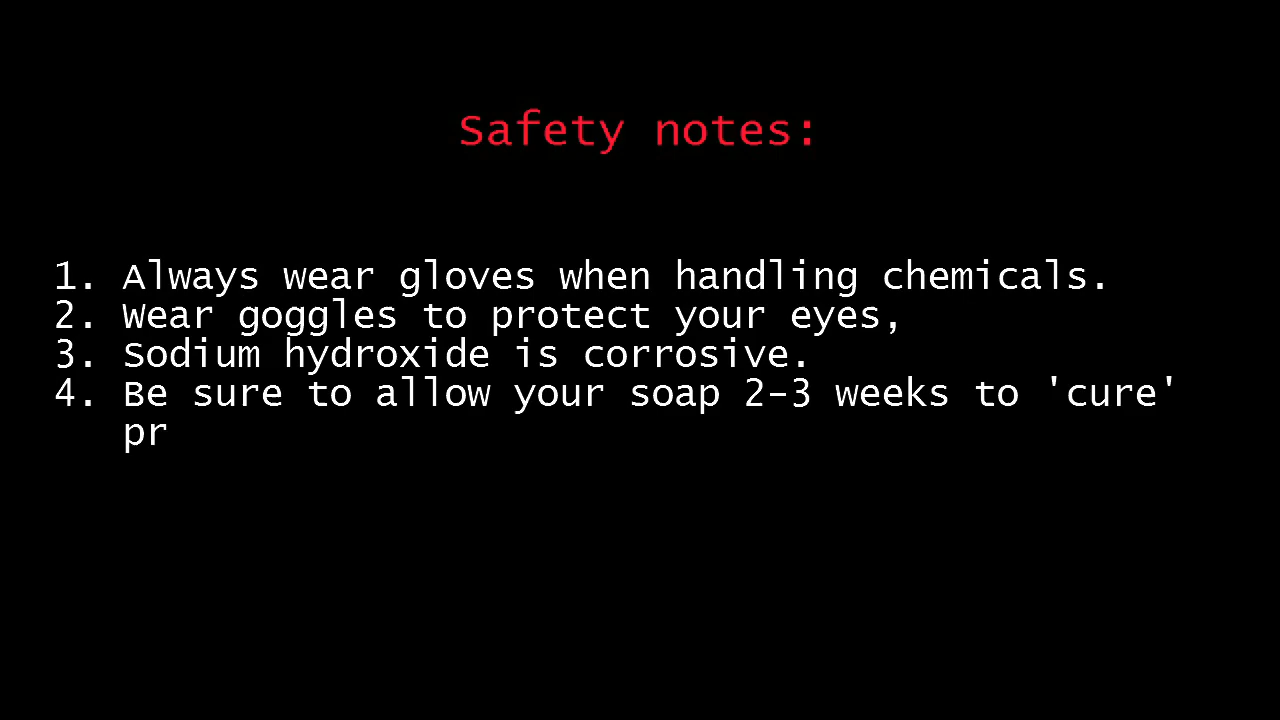 Safety notes:
1. Always wear gloves when handling chemicals.
2. Wear goggles to protect your eyes,
3. Sodium hydroxide is corrosive.
4. Be sure to allow your soap 2-3 weeks to 'cure'
pr